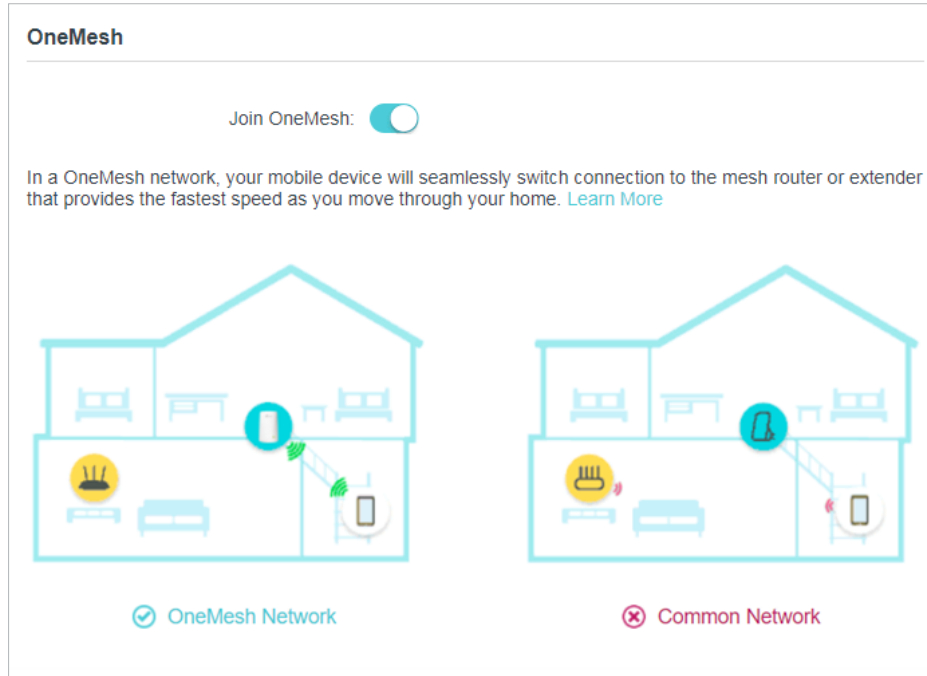 OneMesh
Join OneMesh:
In a OneMesh network, your mobile device will seamlessly switch connection to the mesh router or extender
that provides the fastest speed as you move through your home. Learn More
OneMesh Network
Common Network